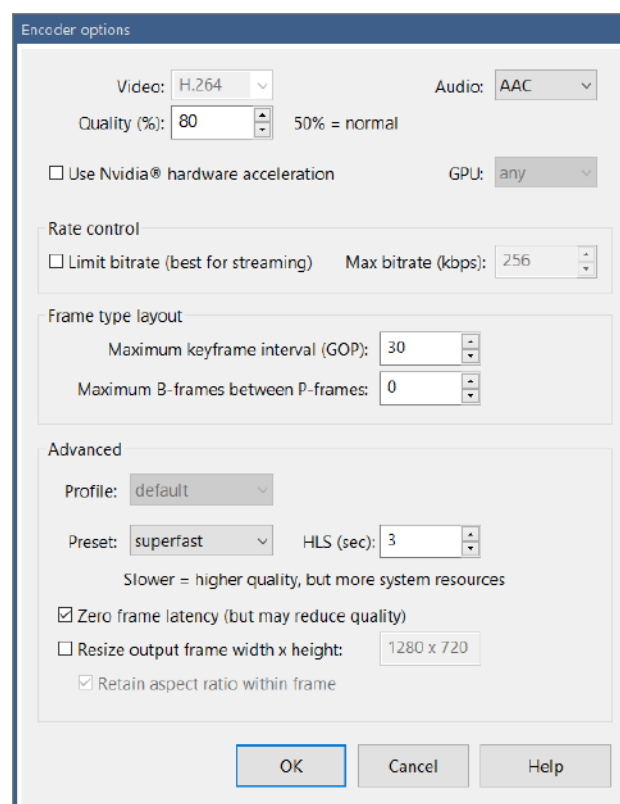 Encoder options
Video: H.264 Audio: AAC
Quality (%): 80 50% = normal
Use Nvidia® hardware acceleration GPU: any
Rate control
Limit bitrate (best for streaming) Max bitrate (kbps): 256
Frame type layout
Maximum keyframe interval (GOP): 30
Maximum B-frames between P-frames: 0
Advanced
Profile: default
Preset: superfast HLS (sec): 3
Slower = higher quality, but more system resources
Zero frame latency (but may reduce quality)
Resize output frame width x height: 1280 x 720
Retain aspect ratio within frame
OK Cancel Help